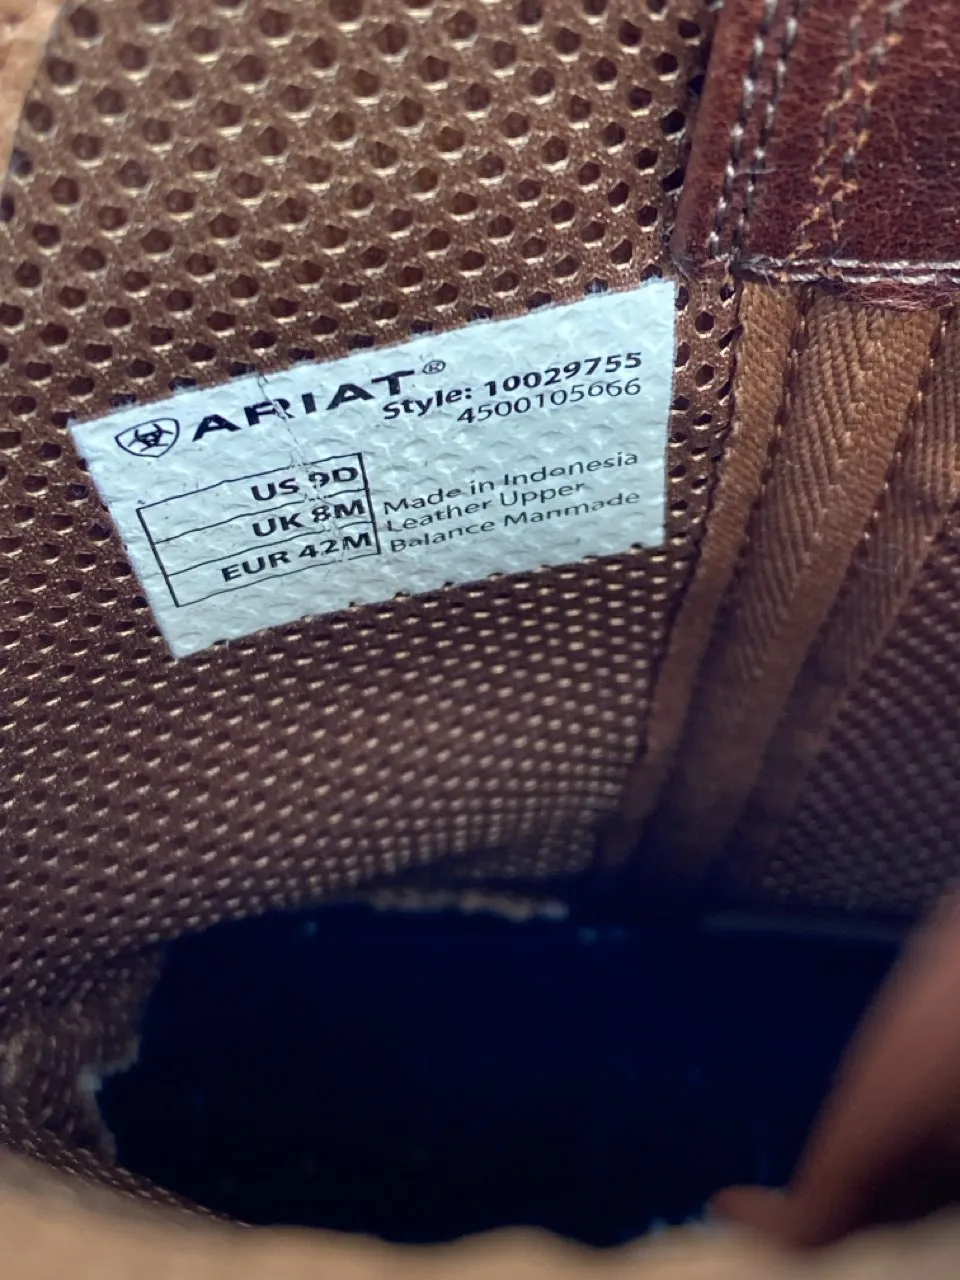 ARIAT®
Style: 10029755
4500105666
US 9D
UK 8M
EUR 42M
Made in Indonesia
Leather Upper
Balance Manmade